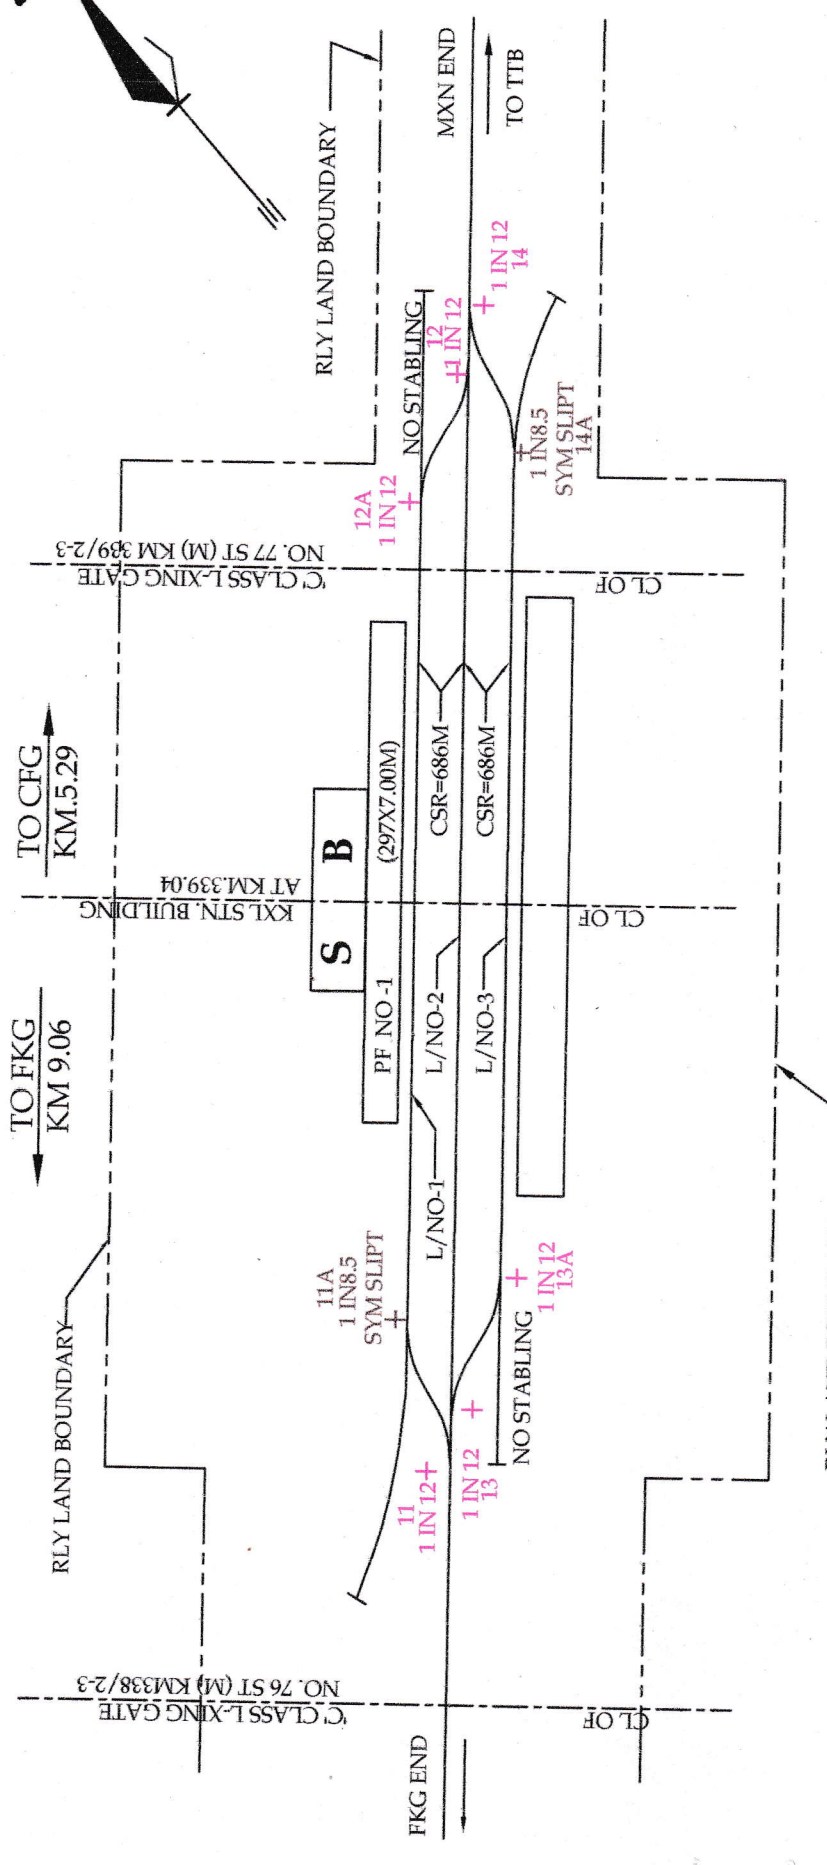 TO FKG
KM 9.06
TO CFG
KM.5.29
RLY LAND BOUNDARY
RLY LAND BOUNDARY
'C' CLASS L-XING GATE
NO. 76 ST (M) KM338/2-3
CL OF
KXL STN. BUILDING
AT KM.339.04
CL OF
'C' CLASS L-XING GATE
NO. 77 ST (M) KM 339/2-3
CL OF
S B
PF NO -1
(297X7.00M)
11A
1 IN8.5
SYM SLIPT
12A
1 IN 12
NO STABLING
12
1 IN 12
MXN END
TO TTB
FKG END
11
1 IN 12
L/NO-1
L/NO-2
CSR=686M
L/NO-3
CSR=686M
1 IN 12
13
NO STABLING
1 IN 12
13A
1 IN8.5
SYM SLIPT
14A
1 IN 12
14